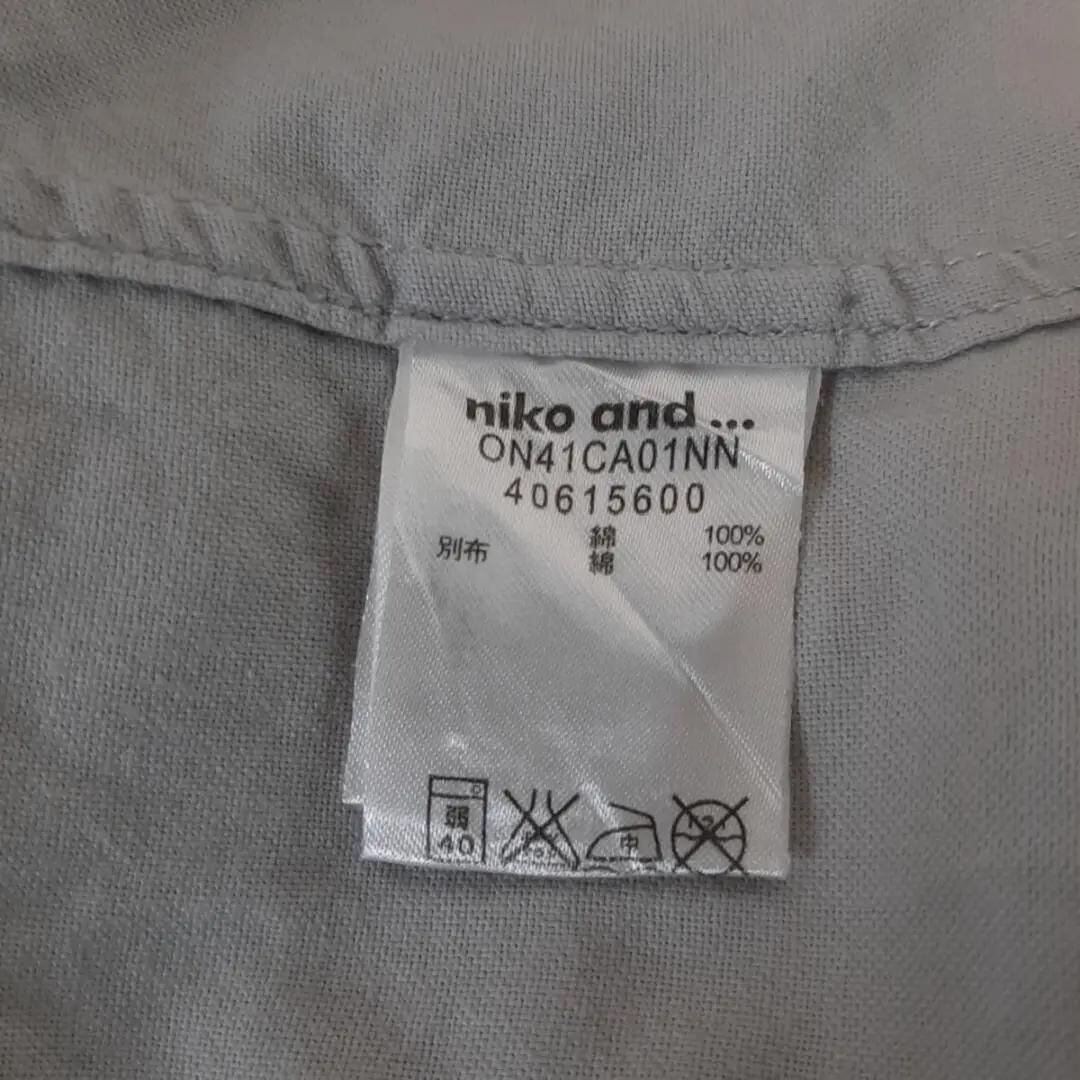 niko and ...
ON41CA01NN
40615600
綿 100%
別布 綿 100%
弱 中
40